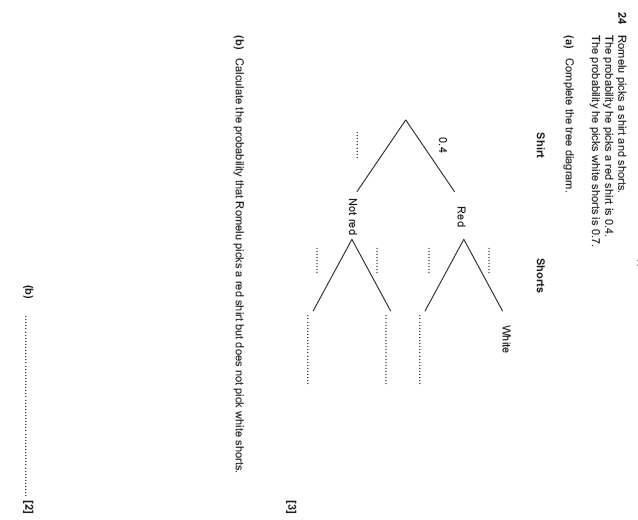 24 Romelu picks a shirt and shorts.
The probability he picks a red shirt is 0.4.
The probability he picks white shorts is 0.7.
(a) Complete the tree diagram.
Shirt Shorts
White
Red
0.4
Not red
[3]
(b) Calculate the probability that Romelu picks a red shirt but does not pick white shorts.
(b) ........................................ [2]